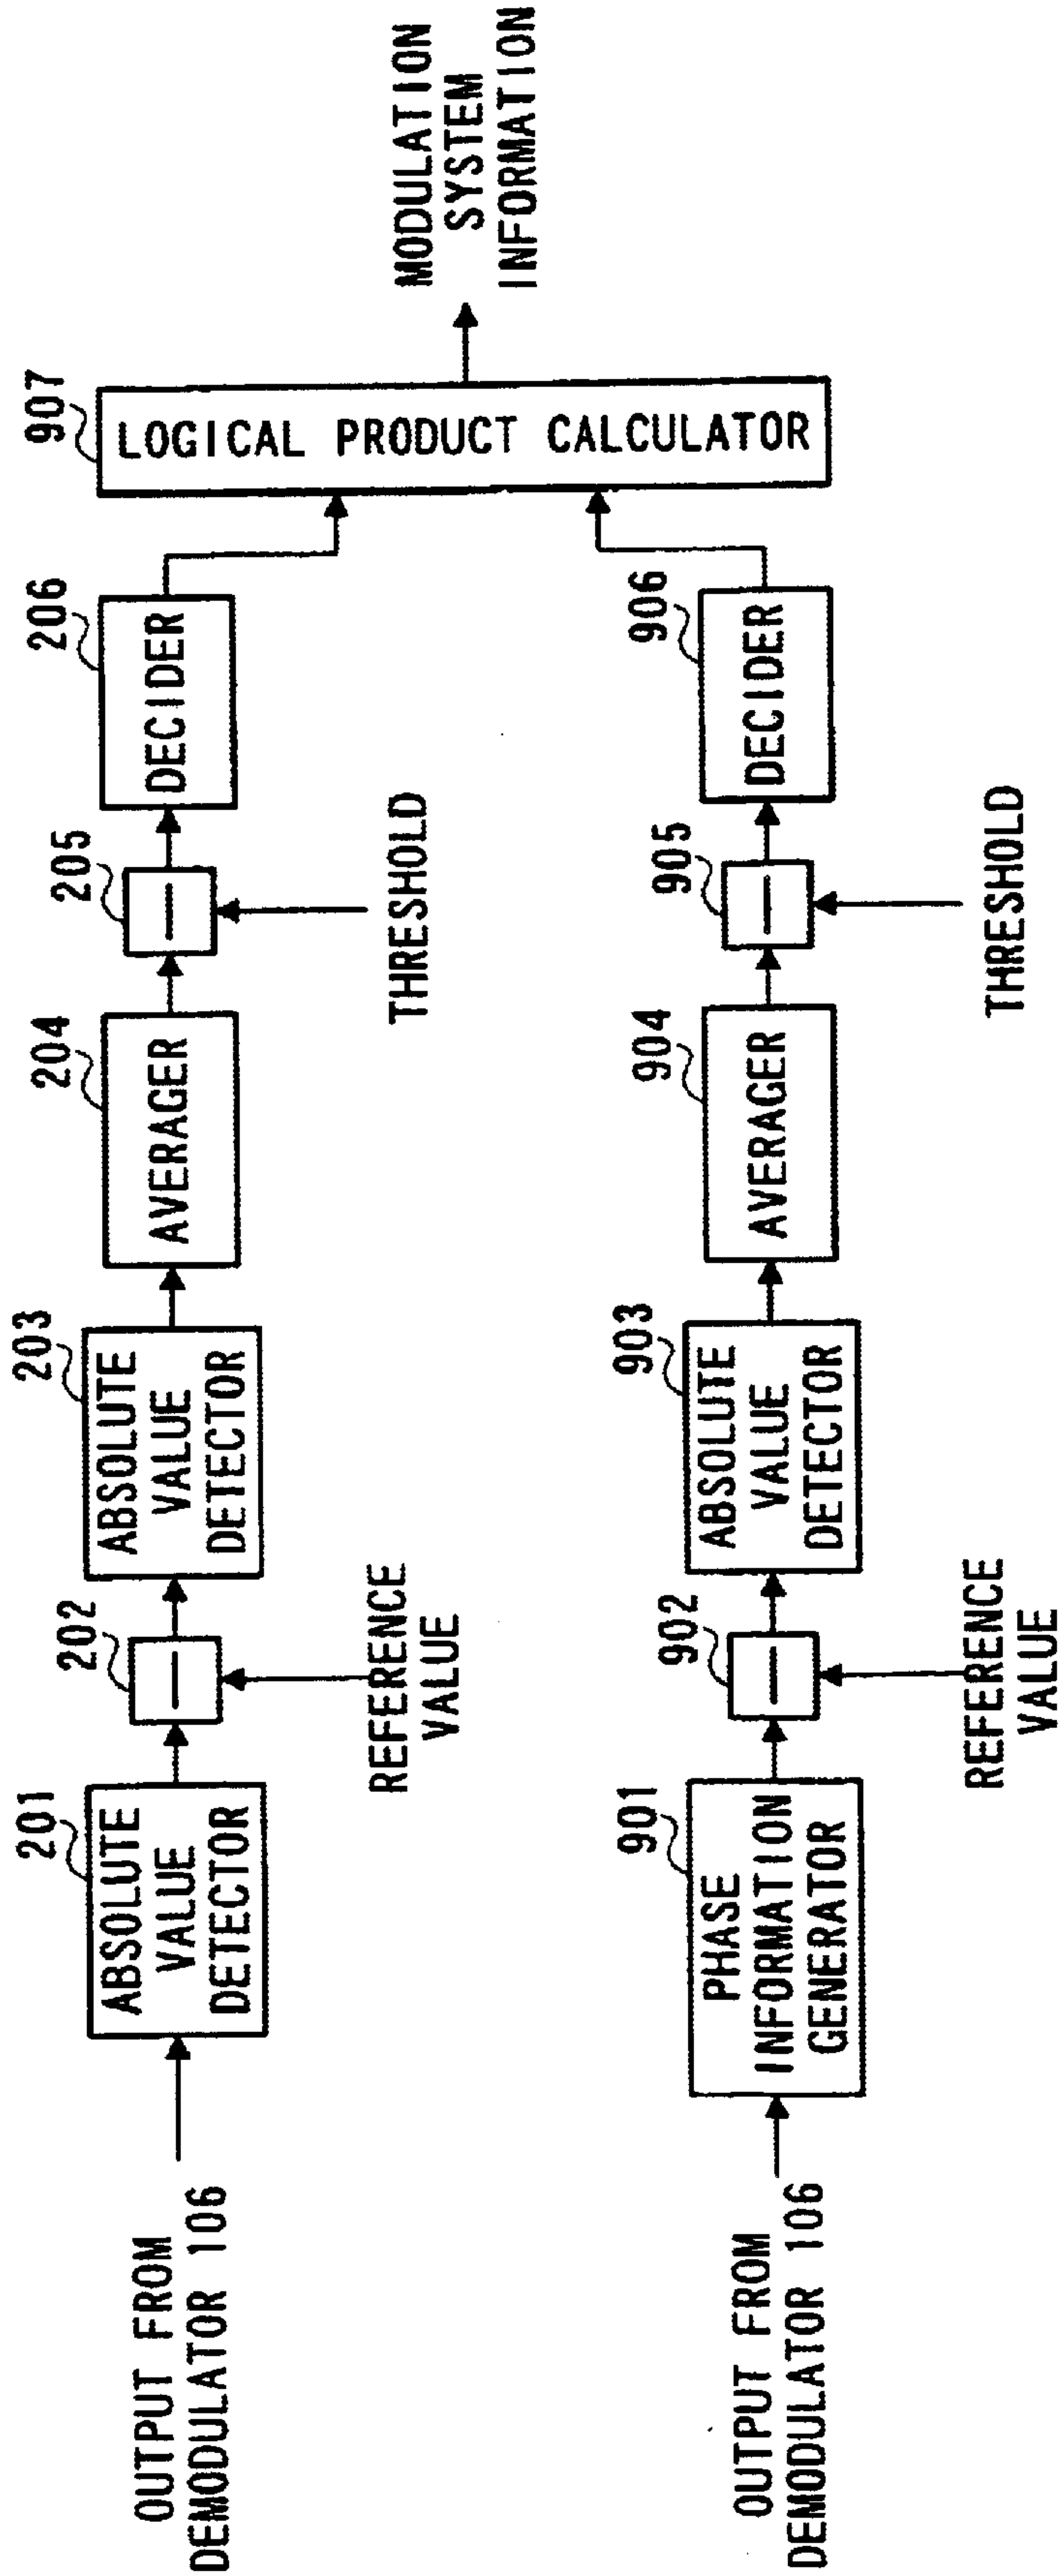 OUTPUT FROM
DEMODULATOR 106
201
ABSOLUTE
VALUE
DETECTOR
202
REFERENCE
VALUE
203
ABSOLUTE
VALUE
DETECTOR
204
AVERAGER
205
THRESHOLD
206
DECIDER
OUTPUT FROM
DEMODULATOR 106
901
PHASE
INFORMATION
GENERATOR
902
REFERENCE
VALUE
903
ABSOLUTE
VALUE
DETECTOR
904
AVERAGER
905
THRESHOLD
906
DECIDER
907
LOGICAL PRODUCT CALCULATOR
MODULATION
SYSTEM
INFORMATION